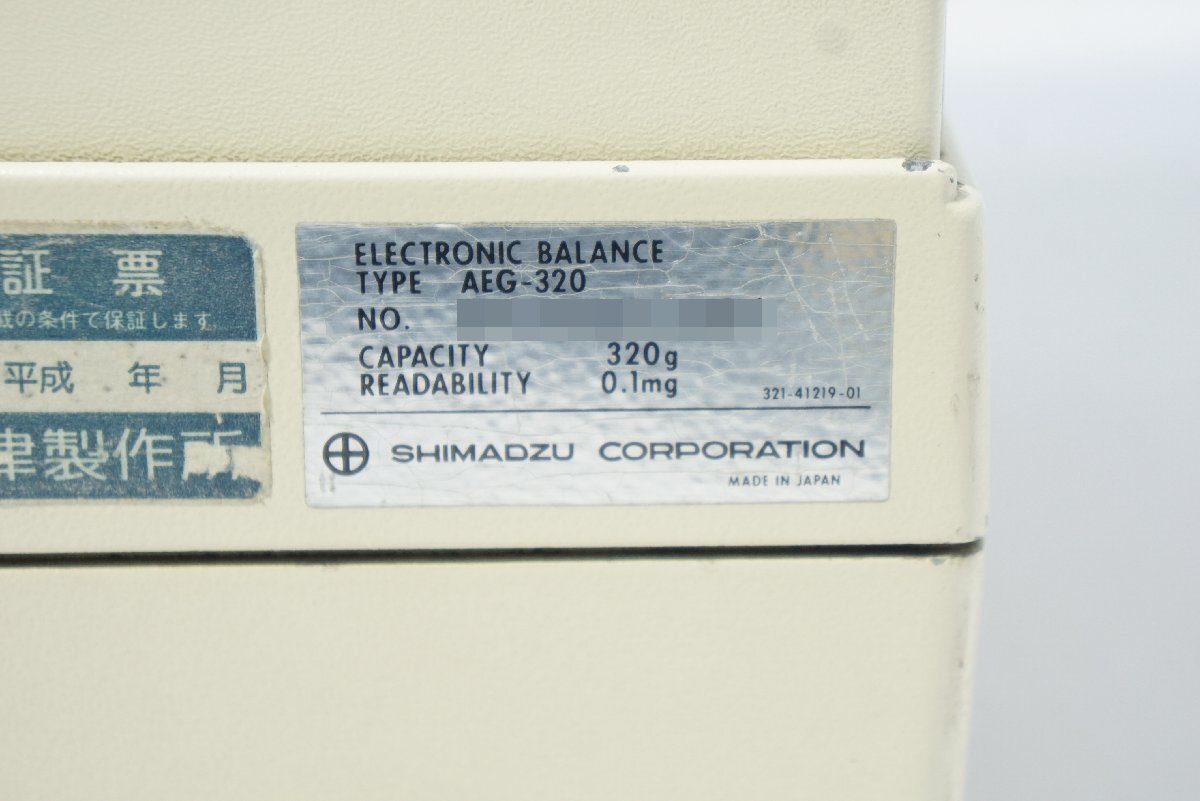 証 票
の条件で保証します
平成 年 月
津製作所
ELECTRONIC BALANCE
TYPE AEG-320
NO.
CAPACITY 320g
READABILITY 0.1mg
321-41219-01
SHIMADZU CORPORATION
MADE IN JAPAN